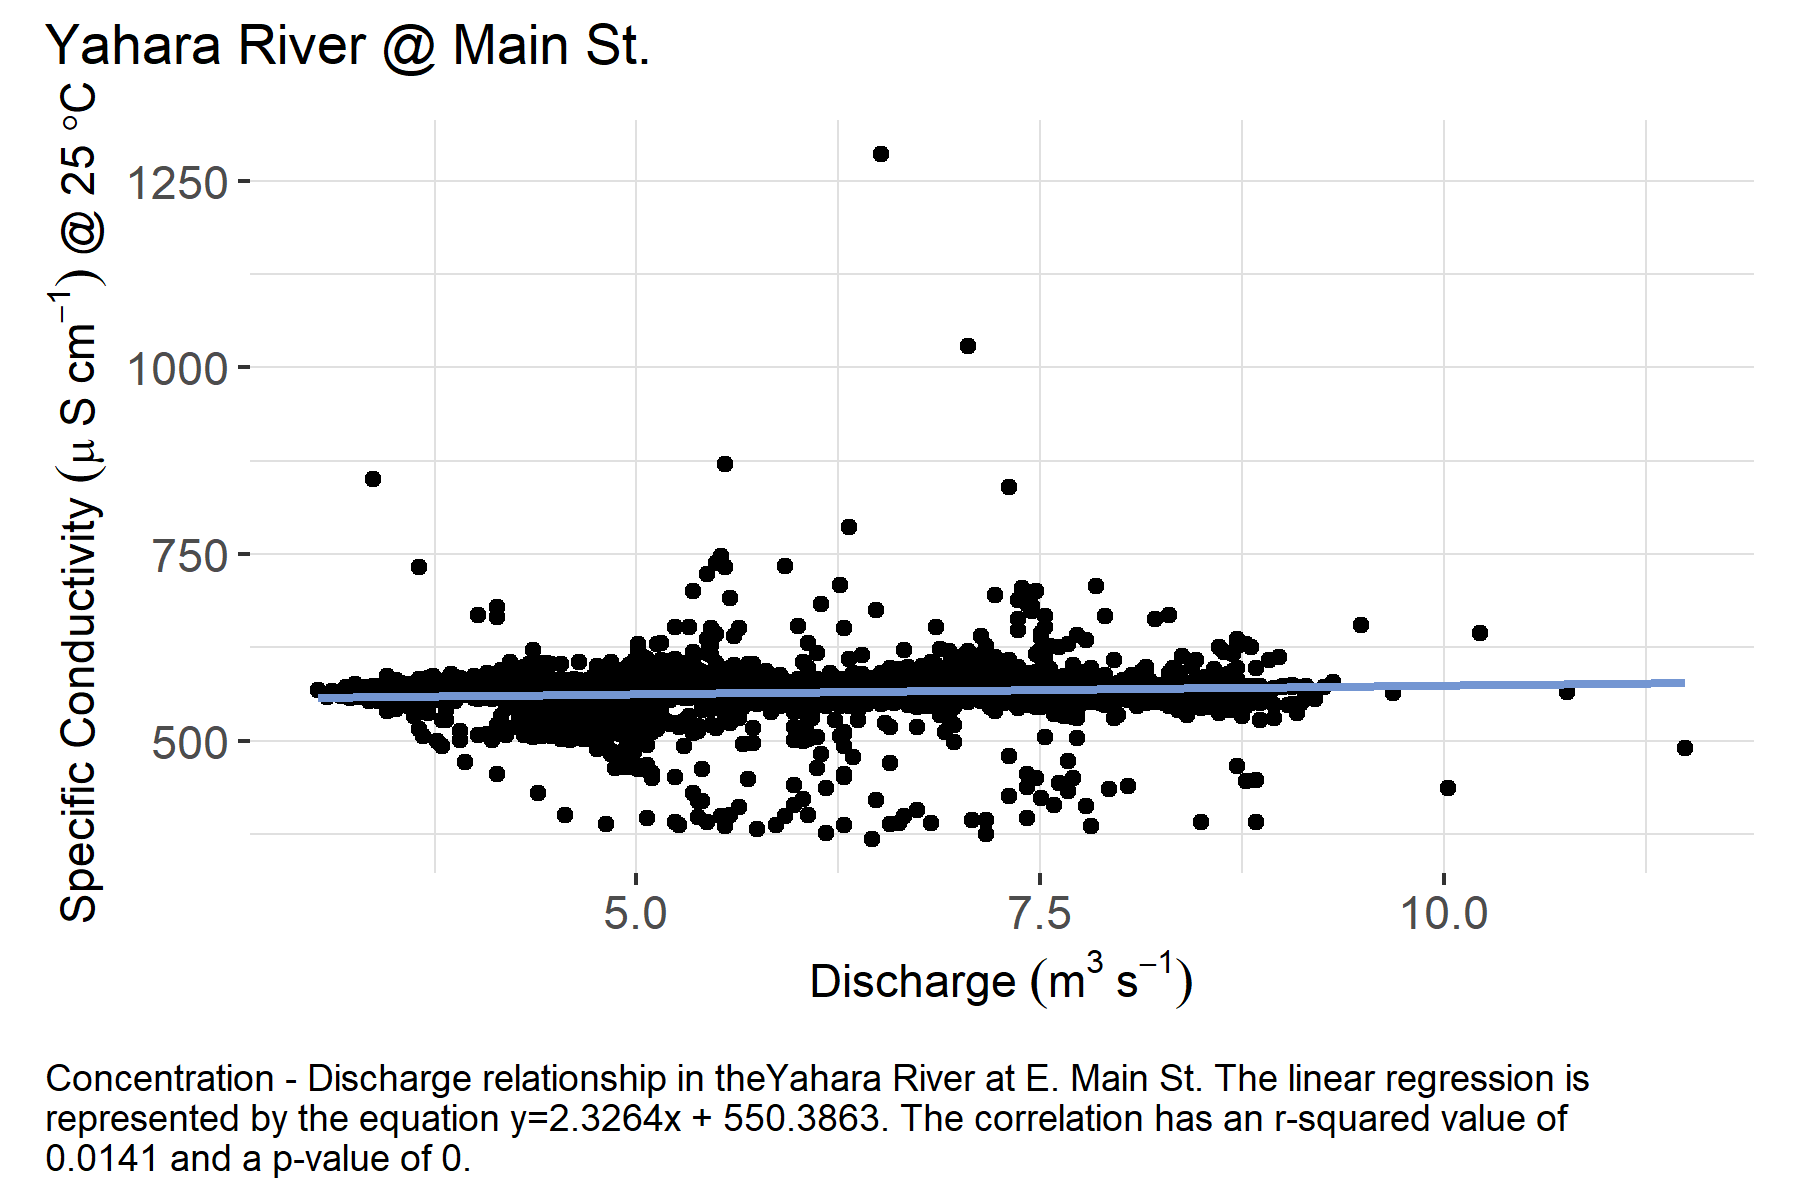 Yahara River @ Main St.
Specific Conductivity (μ S cm⁻¹) @ 25 °C
1250
1000
750
500
5.0 7.5 10.0
Discharge (m³ s⁻¹)
Concentration - Discharge relationship in theYahara River at E. Main St. The linear regression is
represented by the equation y=2.3264x + 550.3863. The correlation has an r-squared value of
0.0141 and a p-value of 0.